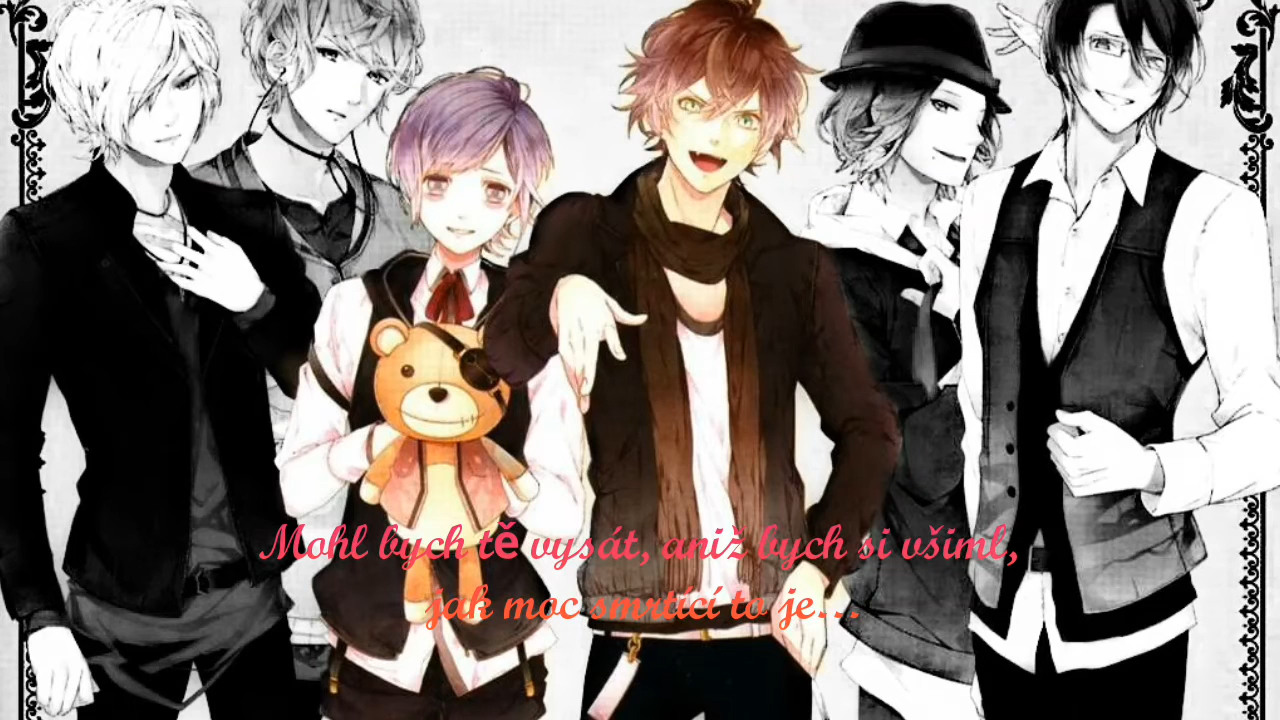 Mohl bych tě vysát, aniž bych si všiml,
jak moc smrtící to je...